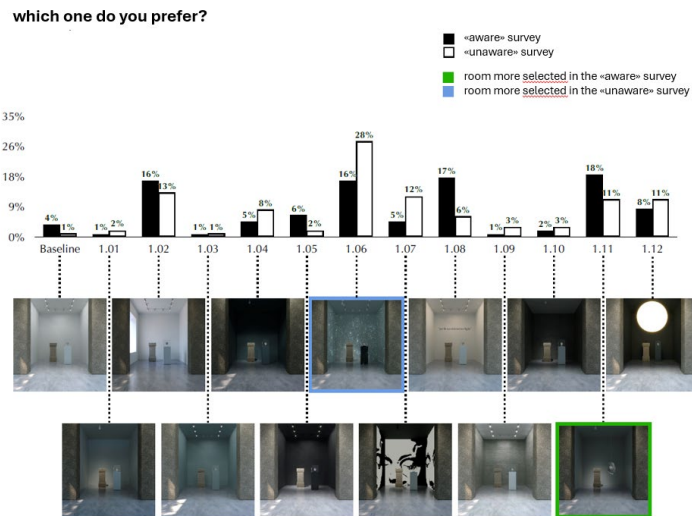 which one do you prefer?
«aware» survey
«unaware» survey
room more selected in the «aware» survey
room more selected in the «unaware» survey
35%
28%
26%
18%
9%
0%
4% 1% 1% 2% 16% 13% 1% 1% 5% 8% 6% 2% 16% 5% 12% 17% 6% 1% 3% 2% 3% 18% 11% 8% 11%
Baseline 1.01 1.02 1.03 1.04 1.05 1.06 1.07 1.08 1.09 1.10 1.11 1.12